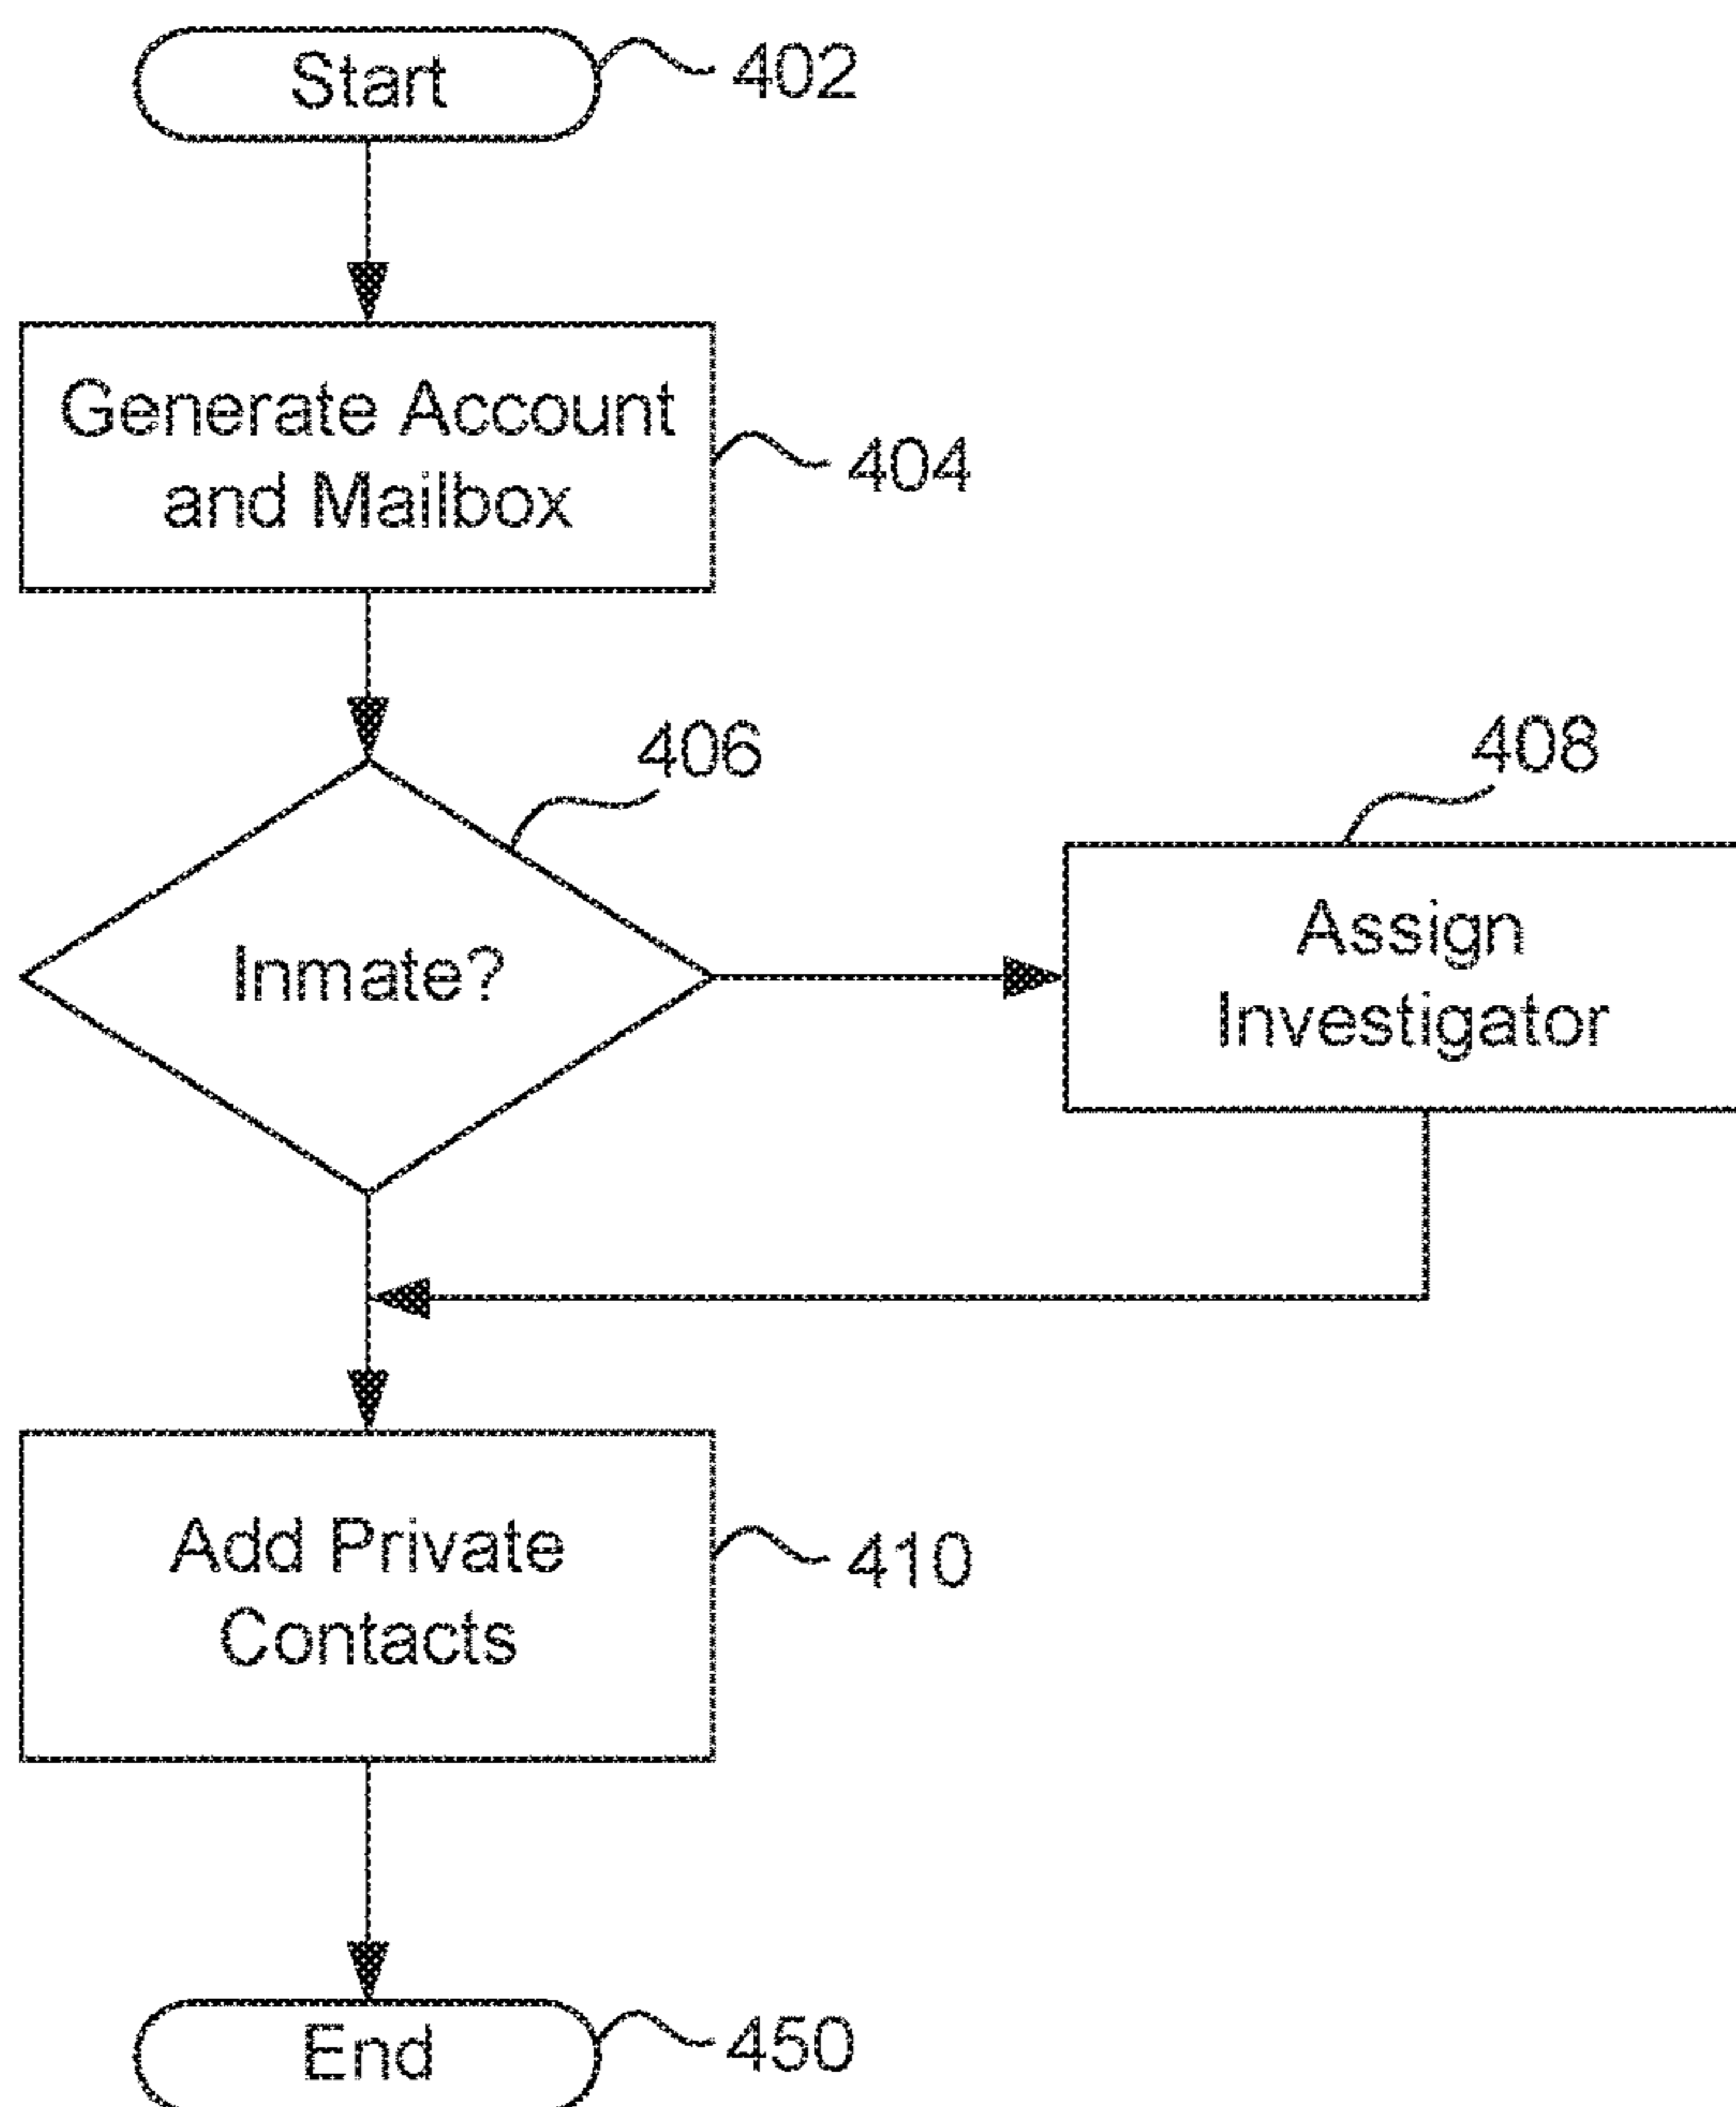 Start
402
Generate Account
and Mailbox
404
406
Inmate?
408
Assign
Investigator
Add Private
Contacts
410
End
450